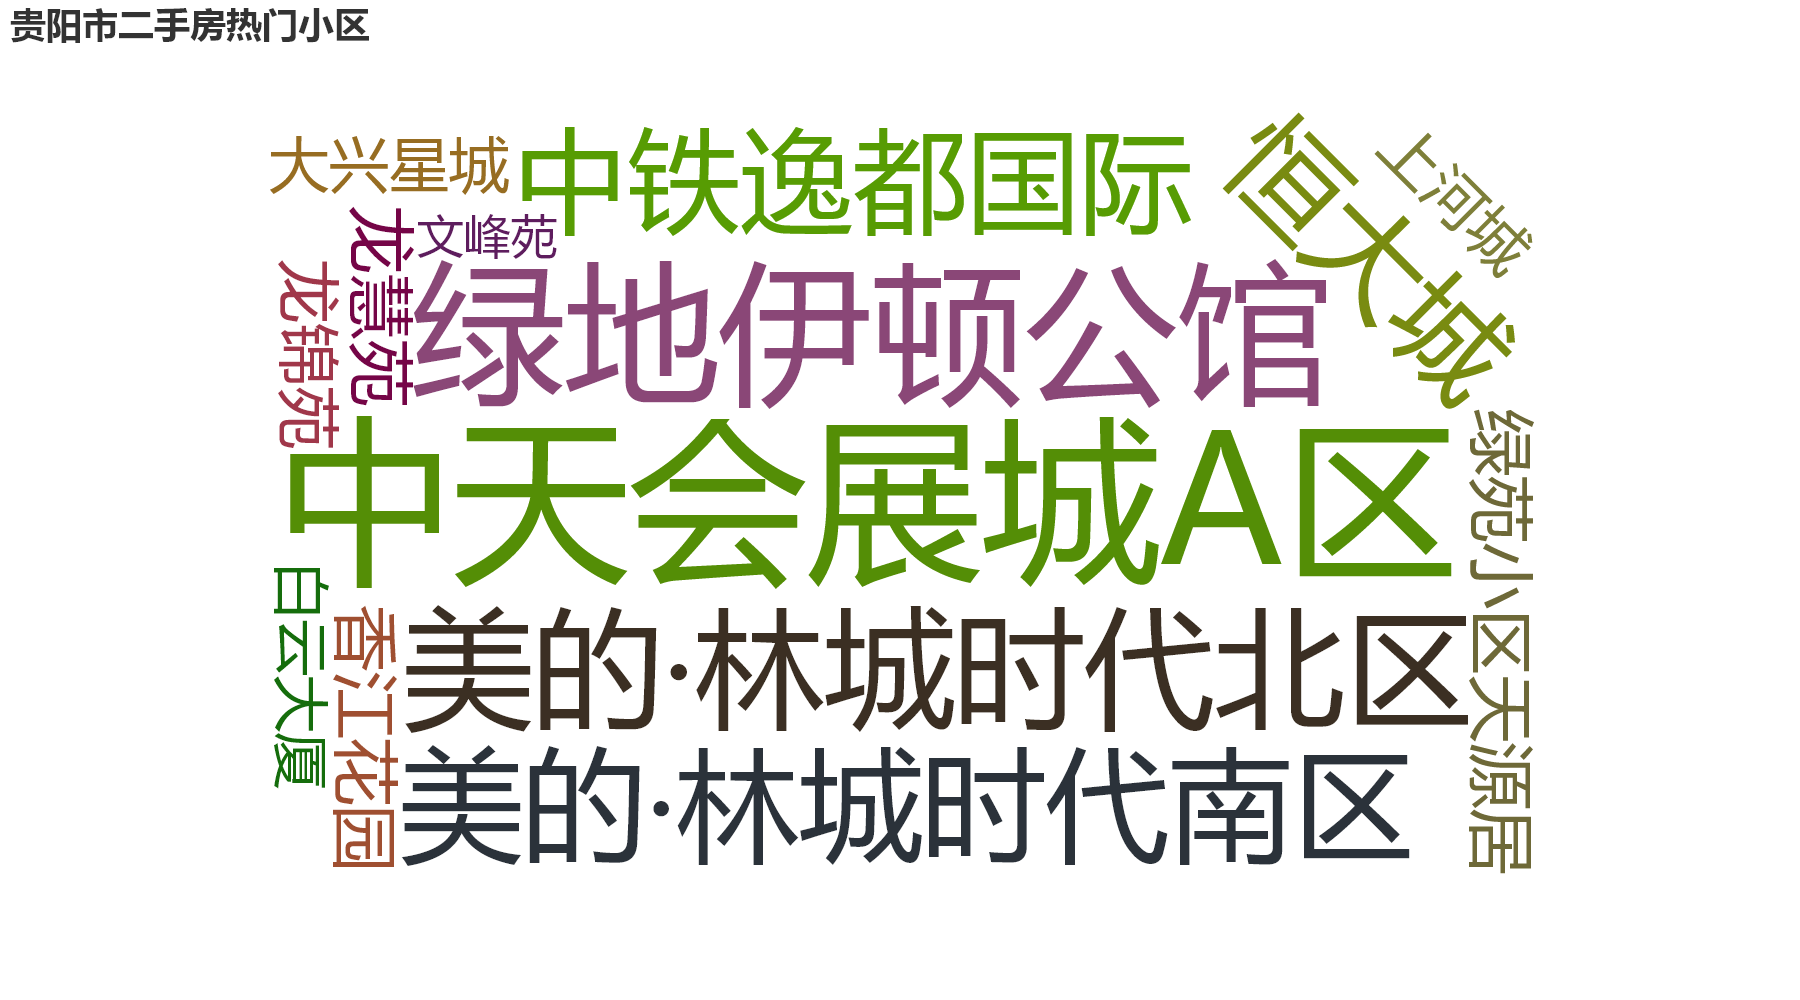 贵阳市二手房热门小区
大兴星城
中铁逸都国际
恒大城
上河城
龙慧苑
文峰苑
龙锦苑
绿地伊顿公馆
中天会展城A区
绿苑小区天源居
白云大厦
香江花园
美的·林城时代北区
美的·林城时代南区